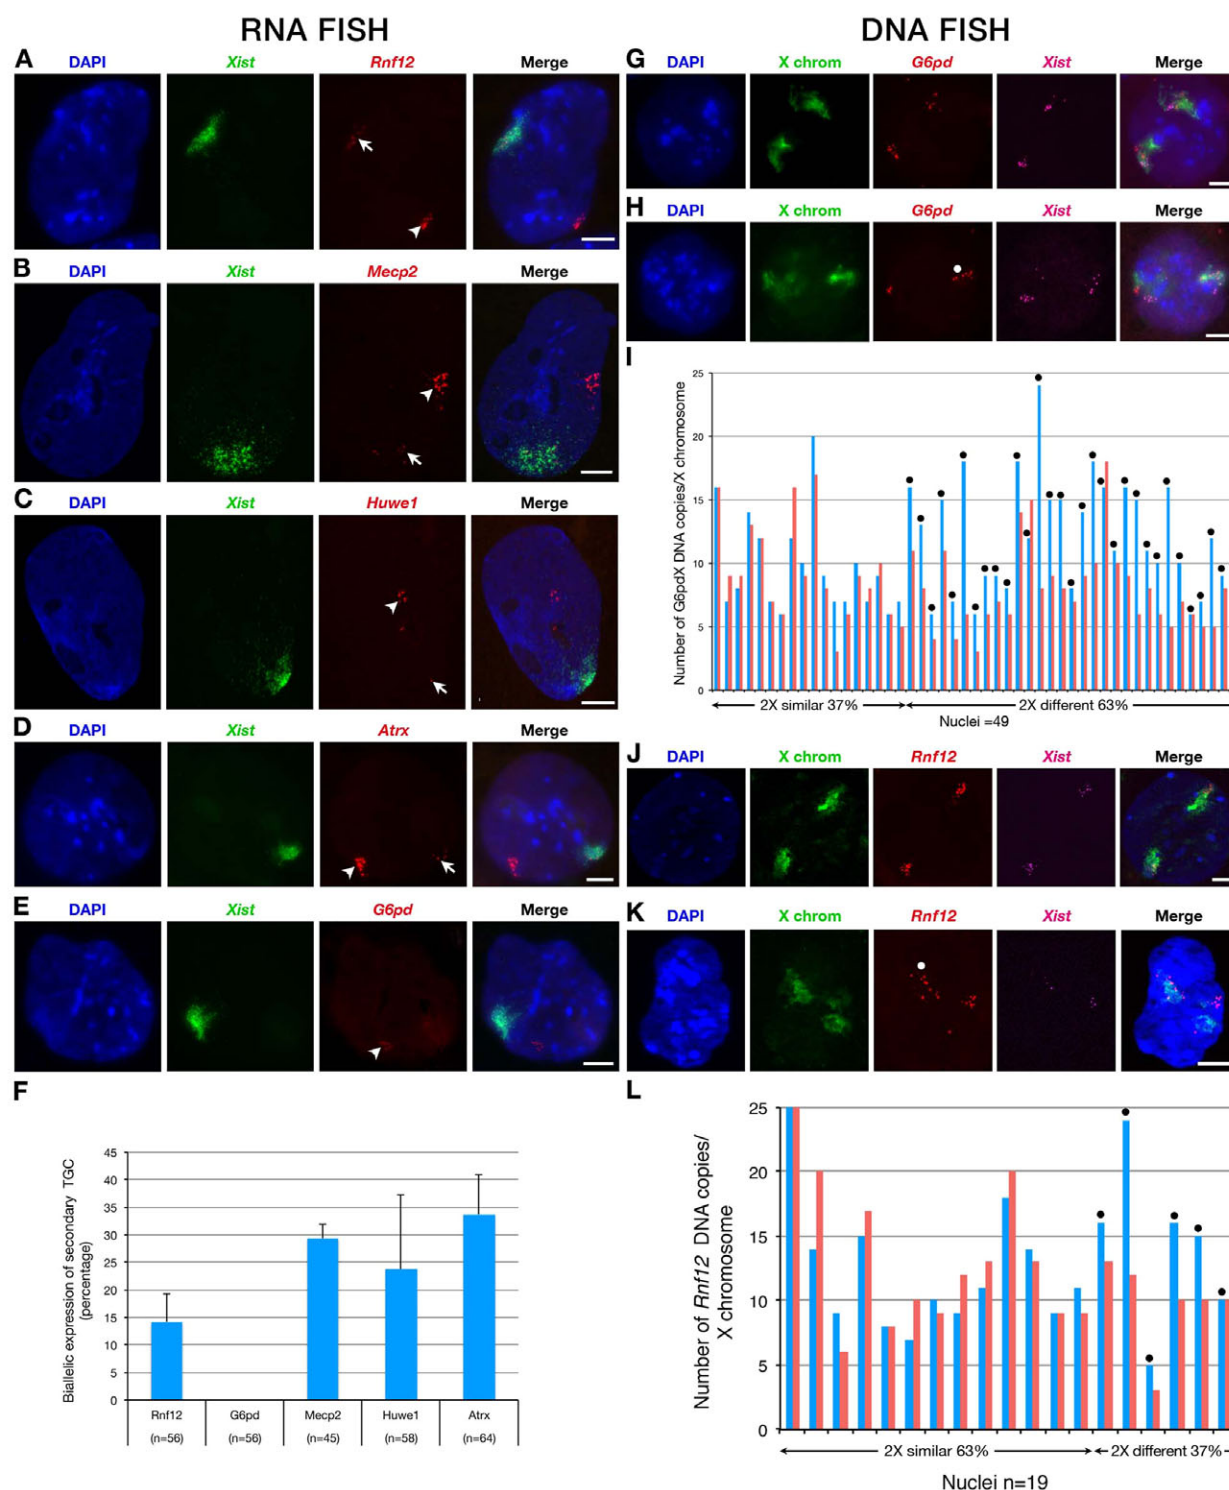 RNA FISH
A
DAPI
Xist
Rnf12
Merge
B
DAPI
Xist
Mecp2
Merge
C
DAPI
Xist
Huwe1
Merge
D
DAPI
Xist
Atrx
Merge
E
DAPI
Xist
G6pd
Merge
F
Biallelic expression of secondary TGC
(percentage)
45
40
35
30
25
20
15
10
5
0
Rnf12
G6pd
Mecp2
Huwe1
Atrx
(n=56)
(n=56)
(n=45)
(n=58)
(n=64)
DNA FISH
G
DAPI
X chrom
G6pd
Xist
Merge
H
DAPI
X chrom
G6pd
Xist
Merge
I
Number of G6pdX DNA copies/X chromosome
25
20
15
10
5
0
2X similar 37%
2X different 63%
Nuclei =49
J
DAPI
X chrom
Rnf12
Xist
Merge
K
DAPI
X chrom
Rnf12
Xist
Merge
L
Number of Rnf12 DNA copies/
X chromosome
25
20
15
10
5
0
2X similar 63%
2X different 37%
Nuclei n=19